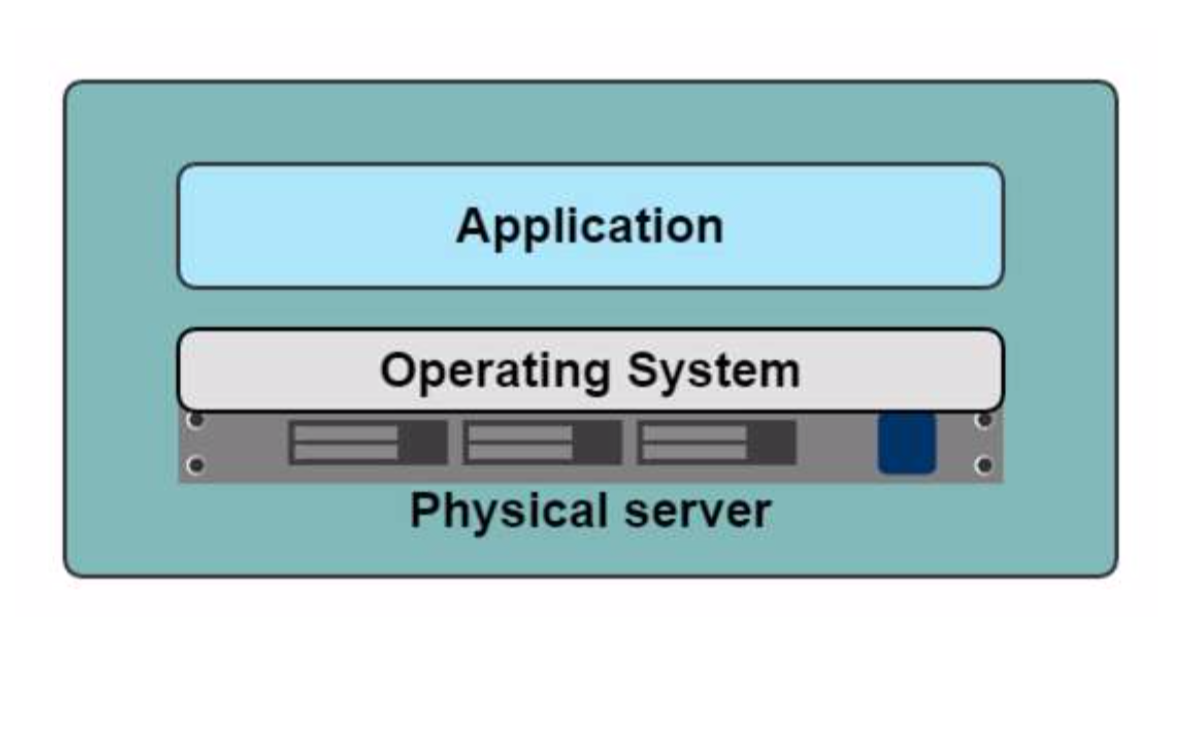 Application
Operating System
Physical server